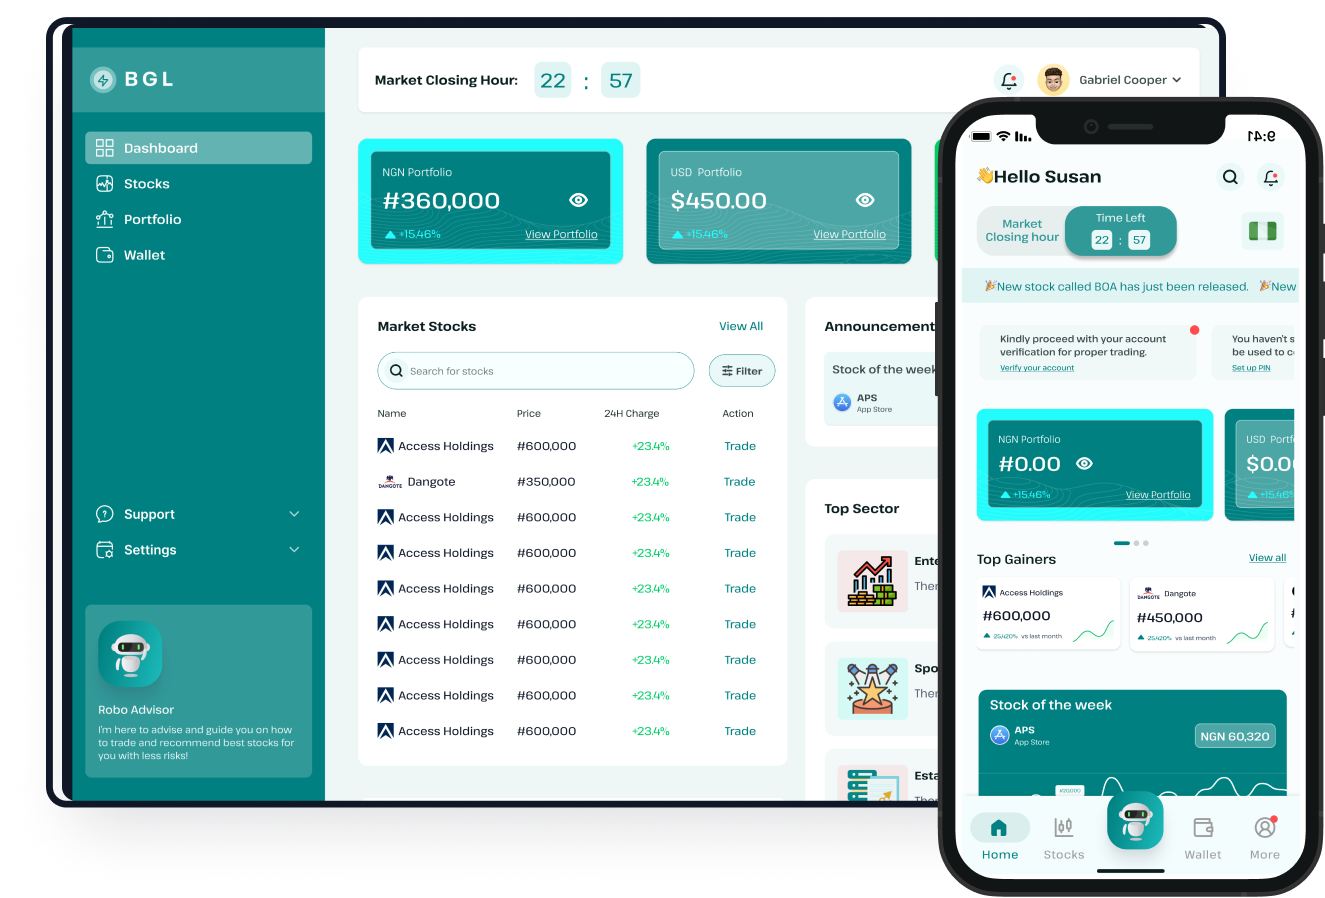 BGL
Dashboard
Stocks
Portfolio
Wallet
Support
Settings
Robo Advisor
I'm here to advise and guide you on how
to trade and recommend best stocks for
you with less risks!
Market Closing Hour: 22 : 57
Gabriel Cooper
NGN Portfolio
#360,000
+15.46%
View Portfolio
USD Portfolio
$450.00
+15.46%
View Portfolio
Market Stocks
View All
Search for stocks
Filter
Name Price 24H Charge Action
Access Holdings #600,000 +23.4% Trade
DANGOTE Dangote #350,000 +23.4% Trade
Access Holdings #600,000 +23.4% Trade
Access Holdings #600,000 +23.4% Trade
Access Holdings #600,000 +23.4% Trade
Access Holdings #600,000 +23.4% Trade
Access Holdings #600,000 +23.4% Trade
Access Holdings #600,000 +23.4% Trade
Access Holdings #600,000 +23.4% Trade
Announcement
Stock of the week
APS
App Store
Top Sector
Ente
Ther
Spo
Ther
Esta
Ther
9:41
👋Hello Susan
Market
Closing hour
Time Left
22 : 57
🎉New stock called BOA has just been released. 🎉New
Kindly proceed with your account
verification for proper trading.
Verify your account
You haven't s
be used to c
Set up PIN
NGN Portfolio
#0.00
+15.46%
View Portfolio
USD Portf
$0.0
+15.46%
Top Gainers
View all
Access Holdings
#600,000
25.420% vs last month
DANGOTE Dangote
#450,000
25.420% vs last month
Stock of the week
APS
App Store
NGN 60,320
#20,000
Home
Stocks
Wallet
More